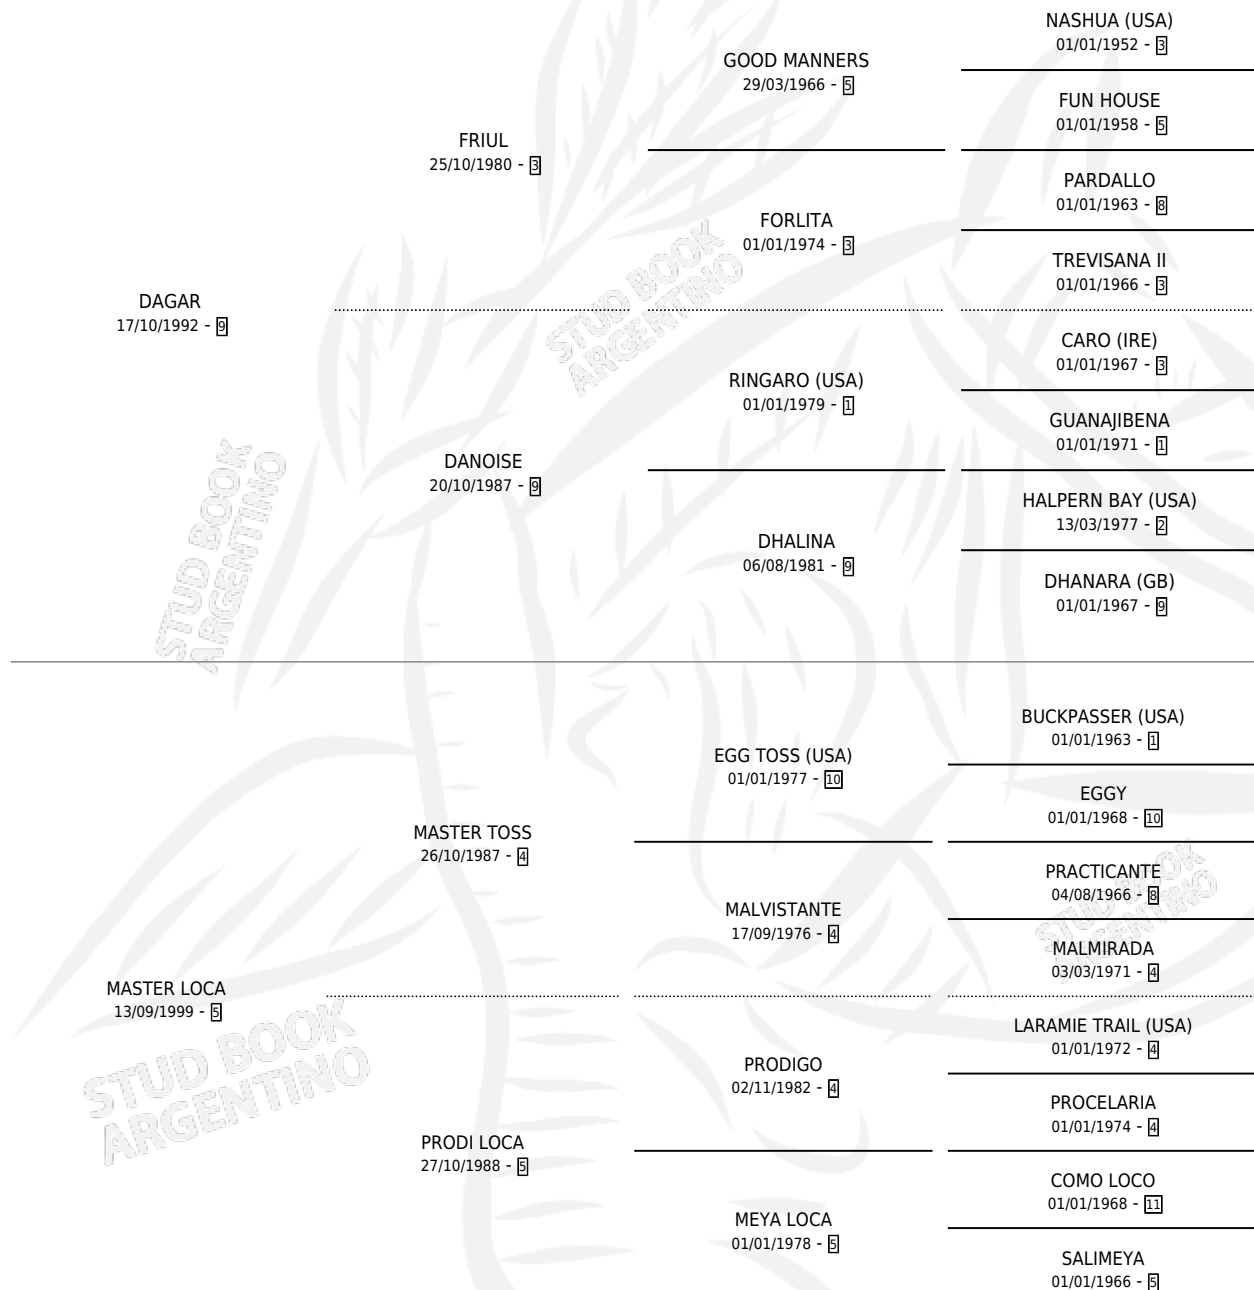 DAGAR
17/10/1992 - 9
FRIUL
25/10/1980 - 3
DANOISE
20/10/1987 - 9
GOOD MANNERS
29/03/1966 - 5
FORLITA
01/01/1974 - 3
RINGARO (USA)
01/01/1979 - 1
DHALINA
06/08/1981 - 9
NASHUA (USA)
01/01/1952 - 3
FUN HOUSE
01/01/1958 - 5
PARDALLO
01/01/1963 - 8
TREVISANA II
01/01/1966 - 3
CARO (IRE)
01/01/1967 - 3
GUANAJIBENA
01/01/1971 - 1
HALPERN BAY (USA)
13/03/1977 - 2
DHANARA (GB)
01/01/1967 - 9
MASTER LOCA
13/09/1999 - 5
MASTER TOSS
26/10/1987 - 4
PRODI LOCA
27/10/1988 - 5
EGG TOSS (USA)
01/01/1977 - 10
MALVISTANTE
17/09/1976 - 4
PRODIGO
02/11/1982 - 4
MEYA LOCA
01/01/1978 - 5
BUCKPASSER (USA)
01/01/1963 - 1
EGGY
01/01/1968 - 10
PRACTICANTE
04/08/1966 - 8
MALMIRADA
03/03/1971 - 4
LARAMIE TRAIL (USA)
01/01/1972 - 4
PROCELARIA
01/01/1974 - 4
COMO LOCO
01/01/1968 - 11
SALIMEYA
01/01/1966 - 5
STUD BOOK
ARGENTINO
STUD BOOK
ARGENTINO
STUD BOOK
ARGENTINO
STUD BOOK
ARGENTINO